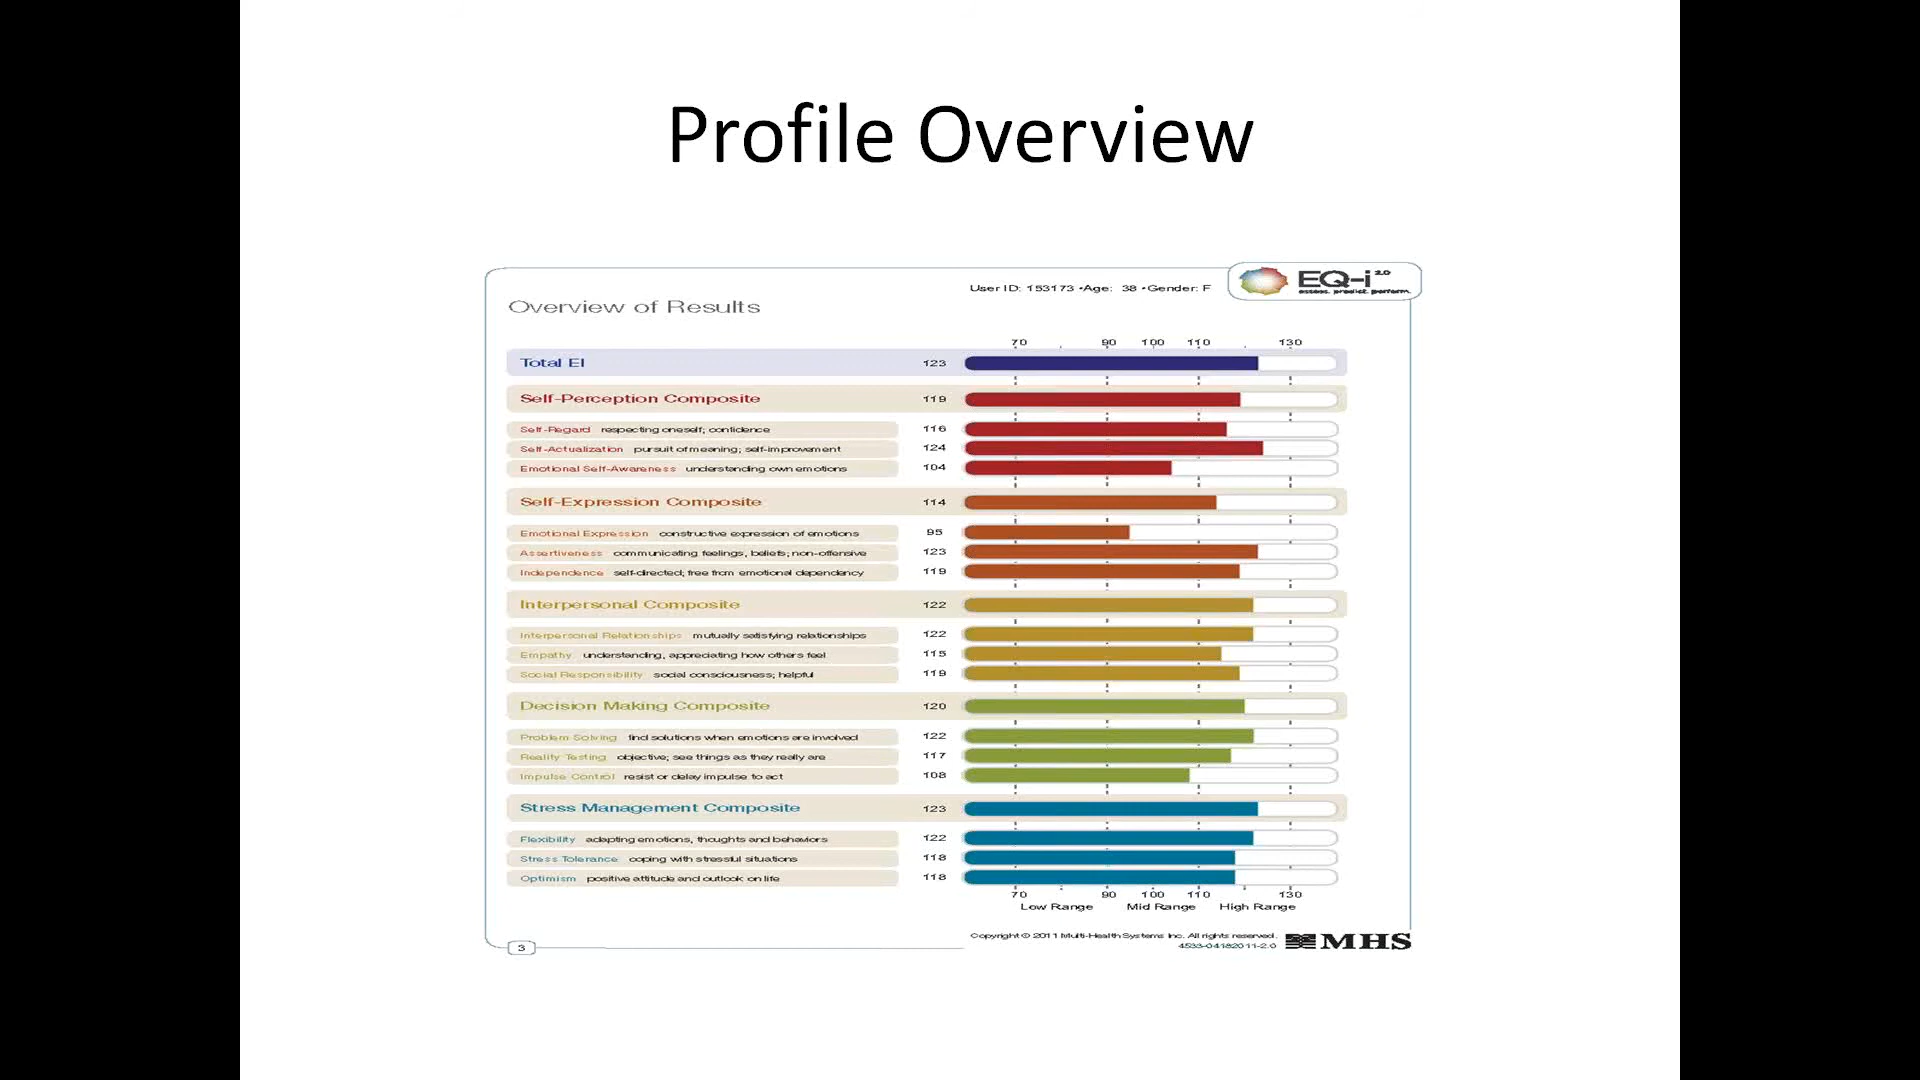 Profile Overview
User ID: 153173 •Age: 38 •Gender: F
EQ-i 2.0
assess. predict. perform.
Overview of Results
70 90 100 110 130
Total EI 123
Self-Perception Composite 119
Self-Regard respecting oneself; confidence 116
Self-Actualization pursuit of meaning; self-improvement 124
Emotional Self-Awareness understanding own emotions 104
Self-Expression Composite 114
Emotional Expression constructive expression of emotions 95
Assertiveness communicating feelings, beliefs; non-offensive 123
Independence self-directed; free from emotional dependency 119
Interpersonal Composite 122
Interpersonal Relationships mutually satisfying relationships 122
Empathy understanding, appreciating how others feel 115
Social Responsibility social consciousness; helpful 119
Decision Making Composite 120
Problem Solving find solutions when emotions are involved 122
Reality Testing objective; see things as they really are 117
Impulse Control resist or delay impulse to act 108
Stress Management Composite 123
Flexibility adapting emotions, thoughts and behaviors 122
Stress Tolerance coping with stressful situations 118
Optimism positive attitude and outlook on life 118
70 90 100 110 130
Low Range Mid Range High Range
Copyright © 2011 Multi-Health Systems Inc. All rights reserved.
4533-04182011-2.0
MHS
3